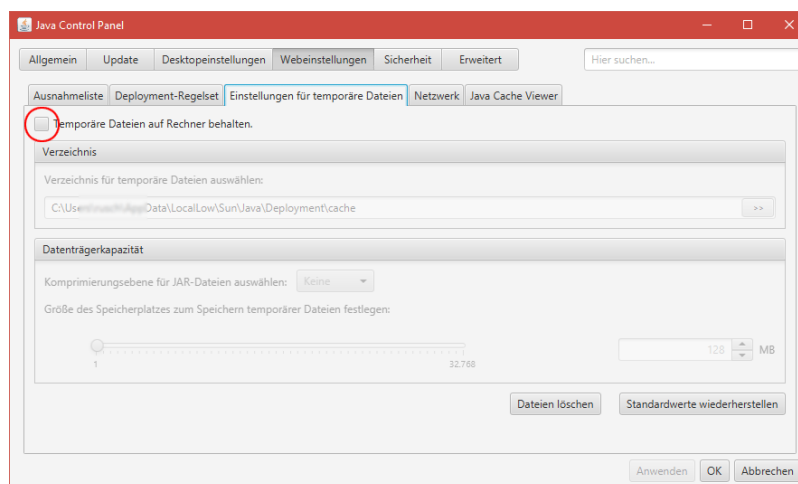 Java Control Panel
Allgemein Update Desktopeinstellungen Webeinstellungen Sicherheit Erweitert Hier suchen...
Ausnahmeliste Deployment-Regelset Einstellungen für temporäre Dateien Netzwerk Java Cache Viewer
Temporäre Dateien auf Rechner behalten.
Verzeichnis
Verzeichnis für temporäre Dateien auswählen:
C:\Use Data\LocalLow\Sun\Java\Deployment\cache >>
Datenträgerkapazität
Komprimierungsebene für JAR-Dateien auswählen: Keine
Größe des Speicherplatzes zum Speichern temporärer Dateien festlegen:
128 MB
1 32.768
Dateien löschen Standardwerte wiederherstellen
Anwenden OK Abbrechen